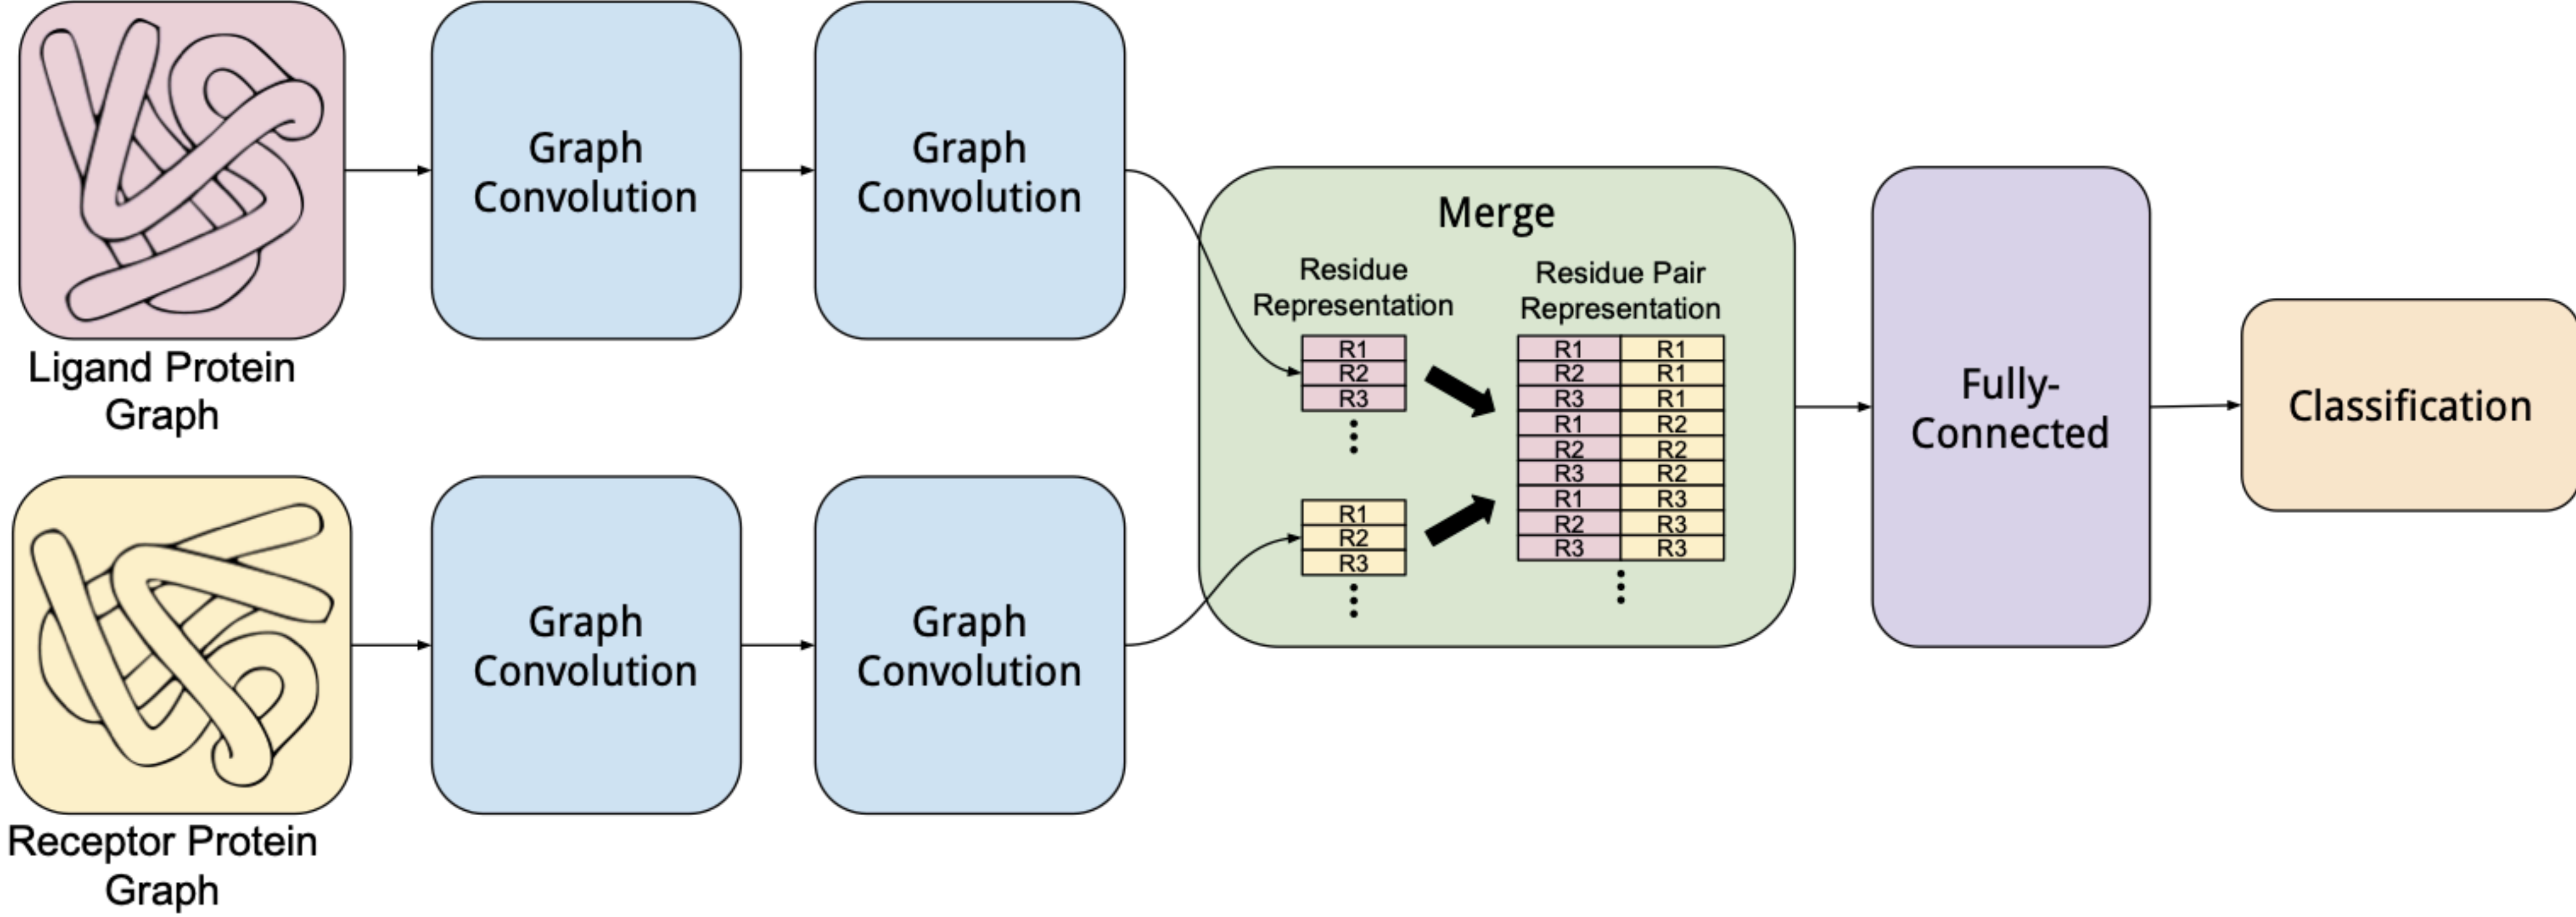 Ligand Protein
Graph
Graph
Convolution
Graph
Convolution
Receptor Protein
Graph
Graph
Convolution
Graph
Convolution
Merge
Residue
Representation
R1
R2
R3
R1
R2
R3
Residue Pair
Representation
R1 R1
R2 R1
R3 R1
R1 R2
R2 R2
R3 R2
R1 R3
R2 R3
R3 R3
Fully-
Connected
Classification